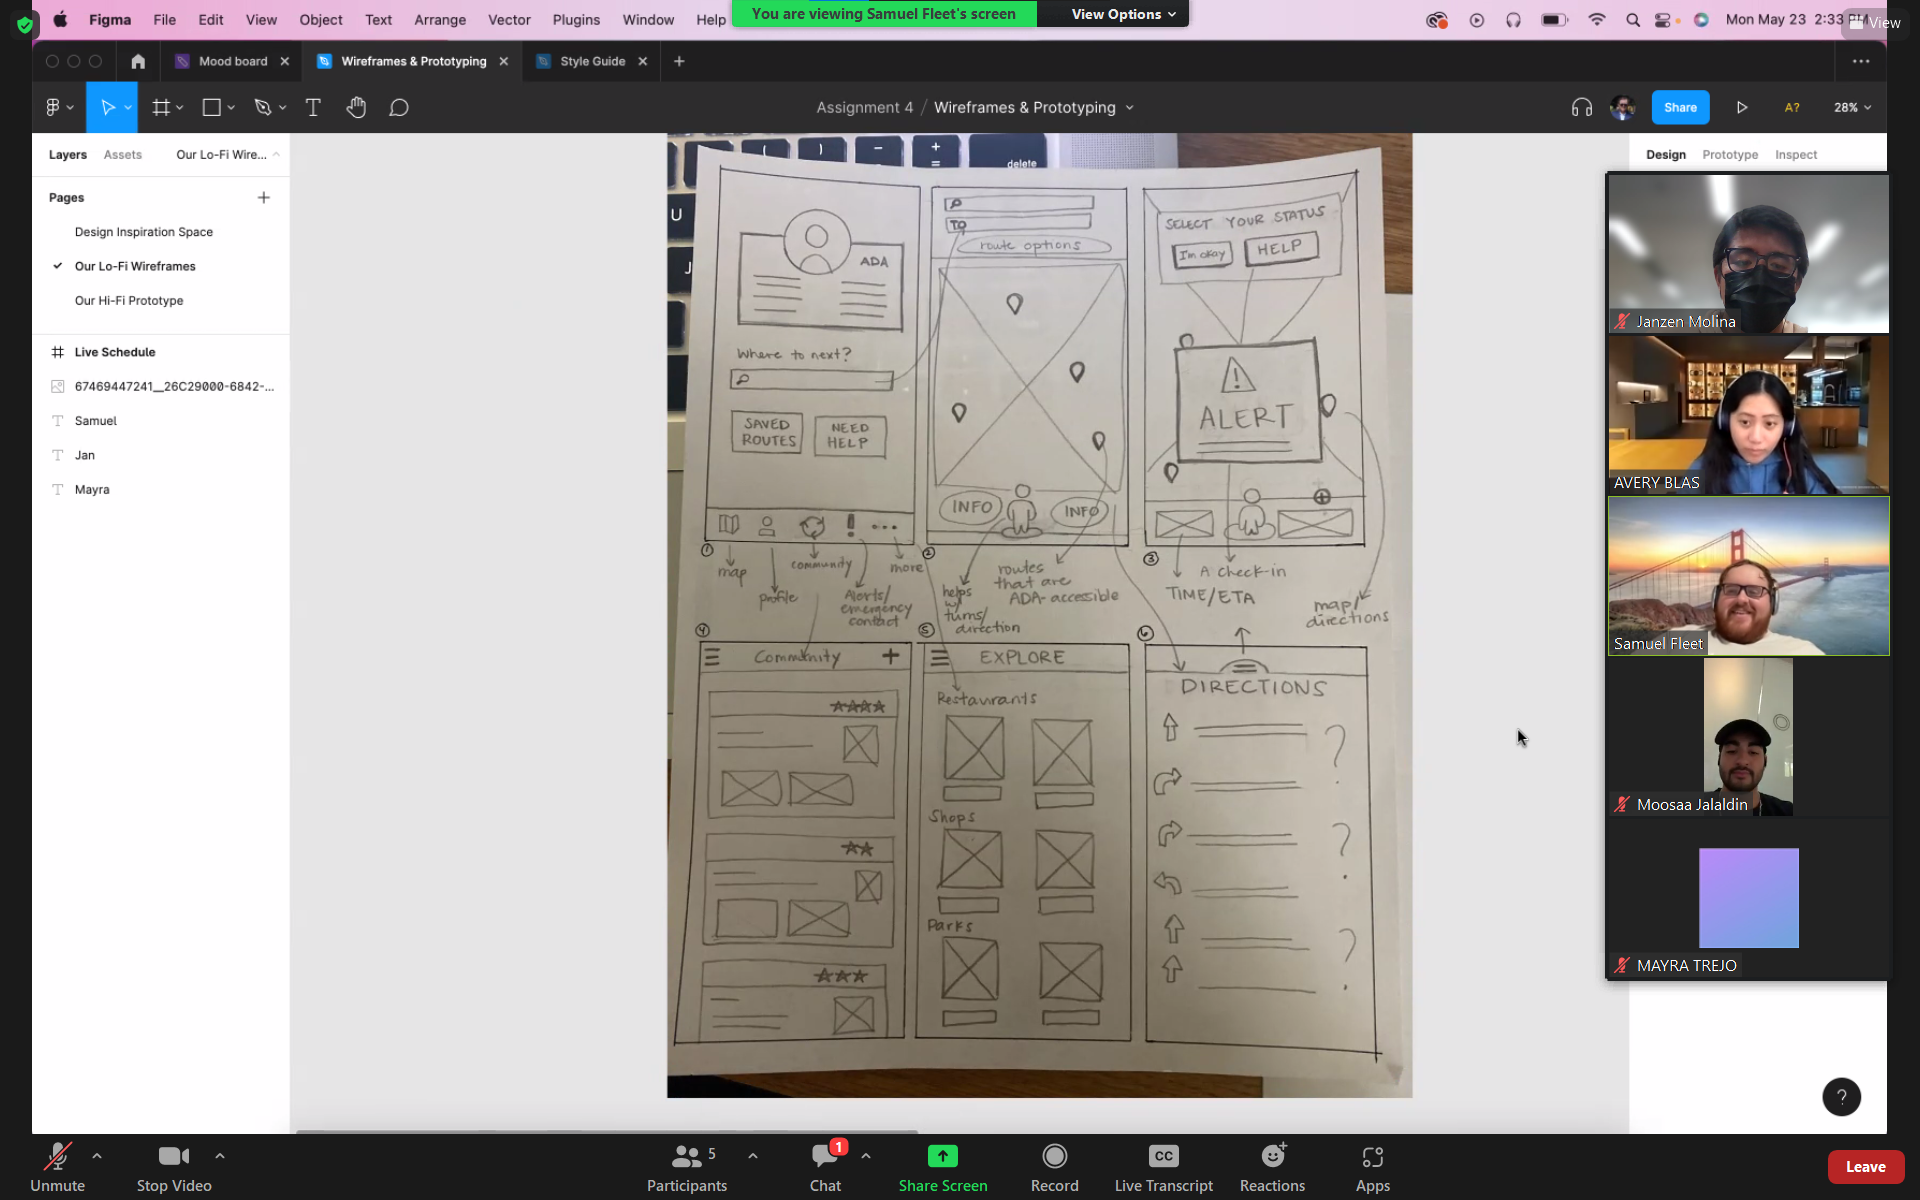 Figma File Edit View Object Text Arrange Vector Plugins Window Help
You are viewing Samuel Fleet's screen View Options
Mon May 23 2:33
View
Mood board
Wireframes & Prototyping
Style Guide
Assignment 4 / Wireframes & Prototyping
Share
A?
28%
Layers Assets Our Lo-Fi Wire...
Pages
Design Inspiration Space
Our Lo-Fi Wireframes
Our Hi-Fi Prototype
Live Schedule
67469447241__26C29000-6842-...
Samuel
Jan
Mayra
delete
U
J
ADA
Where to next?
SAVED ROUTES
NEED HELP
1
map
profile
community
Alerts/
emergency
contact
more
TO
route options
INFO
INFO
2
helps
w/
turns/
direction
routes
that are
ADA-accessible
SELECT YOUR STATUS
I'm okay
HELP
!
ALERT
3
TIME/ETA
A check-in
map/
directions
4
Community +
5
EXPLORE
Restaurants
Shops
Parks
6
DIRECTIONS
?
?
?
Design Prototype Inspect
Janzen Molina
AVERY BLAS
Samuel Fleet
Moosaa Jalaldin
MAYRA TREJO
?
Unmute
Stop Video
5
Participants
1
Chat
Share Screen
Record
CC
Live Transcript
Reactions
Apps
Leave